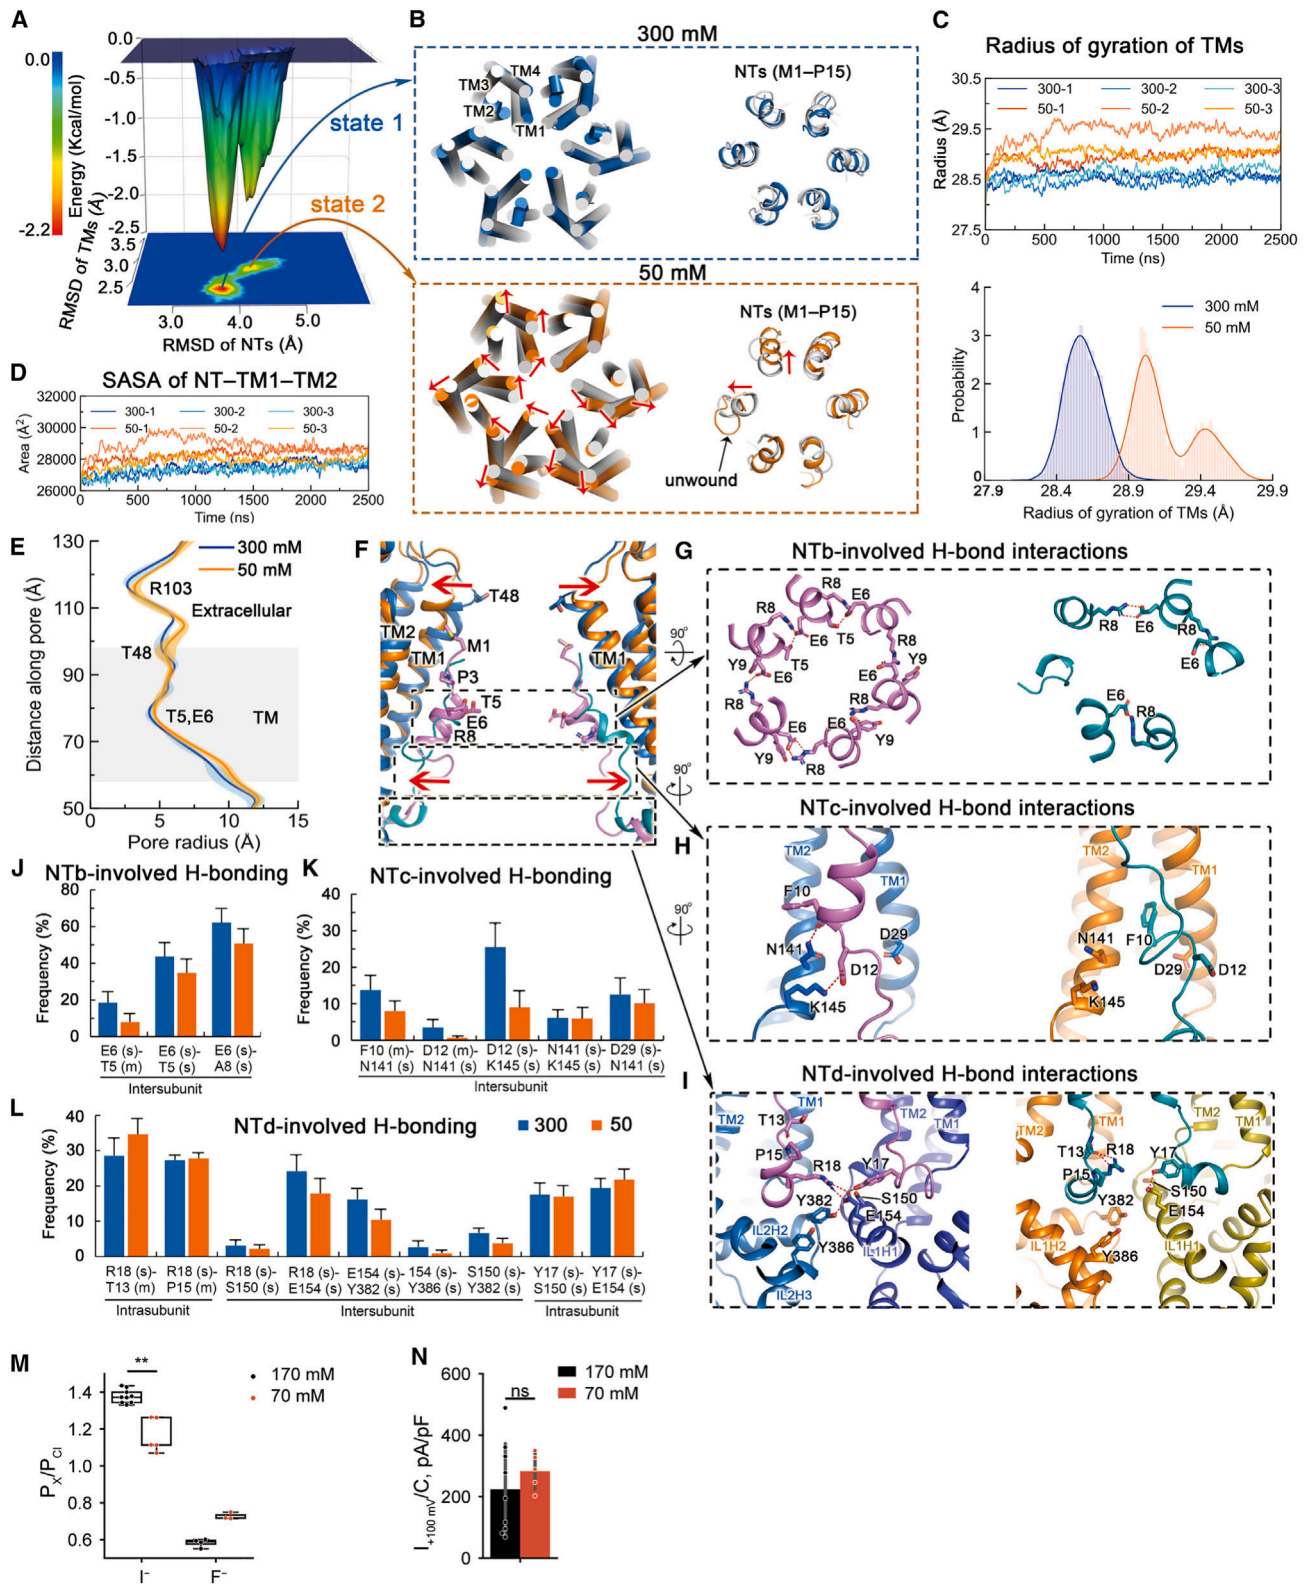 A
0.0
-2.2
Energy (Kcal/mol)
0.0
-0.5
-1.0
-1.5
-2.0
-2.5
3.5
3.0
2.5
RMSD of TMs (Å)
3.0 4.0 5.0
RMSD of NTs (Å)
state 1
state 2
B
300 mM
TM4
TM3
TM2
TM1
NTs (M1–P15)
50 mM
NTs (M1–P15)
unwound
C
Radius of gyration of TMs
300-1 300-2 300-3
50-1 50-2 50-3
30.5
29.5
28.5
27.5
Radius (Å)
0 500 1000 1500 2000 2500
Time (ns)
300 mM
50 mM
4
3
2
1
0
Probability
27.9 28.4 28.9 29.4 29.9
Radius of gyration of TMs (Å)
D
SASA of NT–TM1–TM2
300-1 300-2 300-3
50-1 50-2 50-3
32000
30000
28000
26000
Area (Å²)
0 500 1000 1500 2000 2500
Time (ns)
E
300 mM
50 mM
130
110
90
70
50
Distance along pore (Å)
R103
Extracellular
T48
T5,E6
TM
0 5 10 15
Pore radius (Å)
F
T48
TM2
TM1
M1
TM1
P3
T5
E6
R8
90°
90°
90°
G
NTb-involved H-bond interactions
R8
E6
R8
E6
T5
R8
T5
Y9
E6
E6
Y9
R8
R8
E6
E6
Y9
Y9
R8
R8
E6
R8
E6
E6
R8
NTc-involved H-bond interactions
H
TM2
F10
TM1
N141
D29
D12
K145
TM2
TM1
N141
F10
D29
D12
K145
NTd-involved H-bond interactions
I
TM1
TM2
T13
TM2
TM1
P15
R18
Y17
Y382
S150
E154
IL2H2
Y386
IL1H1
IL2H3
TM2
TM1
TM2
TM1
T13
R18
Y17
P15
Y382
S150
E154
IL1H2
Y386
IL1H1
J
NTb-involved H-bonding
80
60
40
20
0
Frequency (%)
E6 (s)- E6 (s)- E6 (s)-
T5 (m) T5 (s) A8 (s)
Intersubunit
K
NTc-involved H-bonding
40
30
20
10
0
Frequency (%)
F10 (m)- D12 (m)- D12 (s)- N141 (s)- D29 (s)-
N141 (s) N141 (s) K145 (s) K145 (s) N141 (s)
Intersubunit
L
NTd-involved H-bonding
300 50
40
30
20
10
0
Frequency (%)
R18 (s)- R18 (s)- R18 (s)- R18 (s)- E154 (s)- 154 (s)- S150 (s)- Y17 (s)- Y17 (s)-
T13 (m) P15 (m) S150 (s) E154 (s) Y382 (s) Y386 (s) Y382 (s) S150 (s) E154 (s)
Intrasubunit Intersubunit Intrasubunit
M
**
170 mM
70 mM
1.4
1.2
1.0
0.8
0.6
PX/PCl
I⁻ F⁻
N
170 mM
70 mM
ns
600
400
200
0
I+100 mV/C, pA/pF